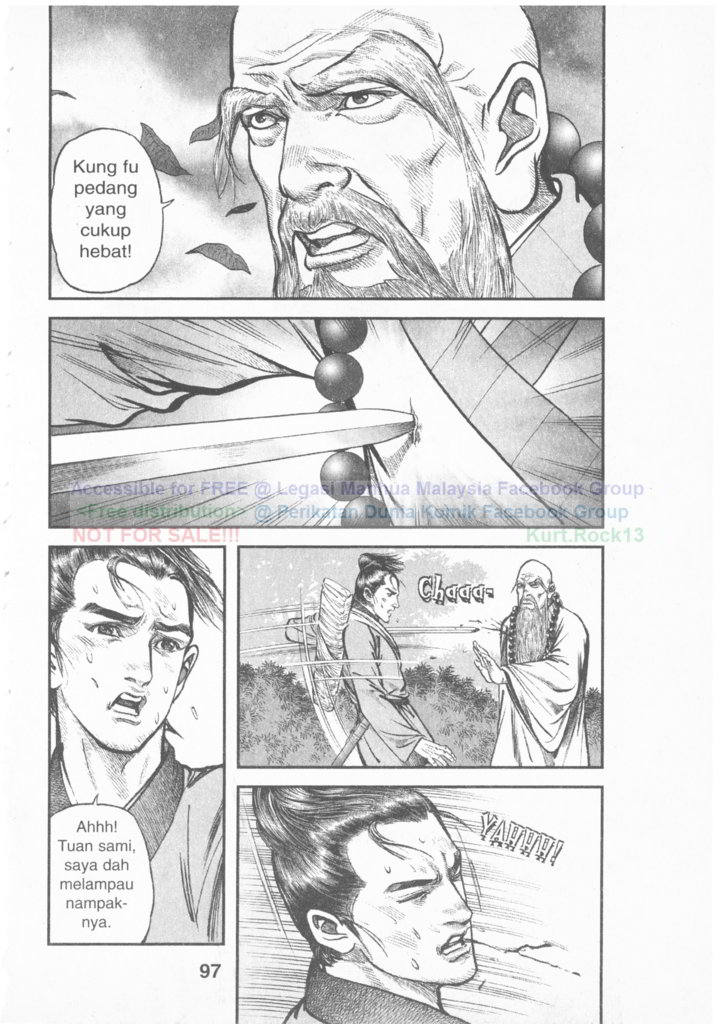 Kung fu
pedang
yang
cukup
hebat!
Accessible for FREE @ Legasi Manhua Malaysia Facebook Group
<Free distribution> @ Perikatan Dunia Komik Facebook Group
NOT FOR SALE!!! Kurt.Rock13
Chaaa-
Ahhh!
Tuan sami,
saya dah
melampau
nampak-
nya.
YAHHH!
97